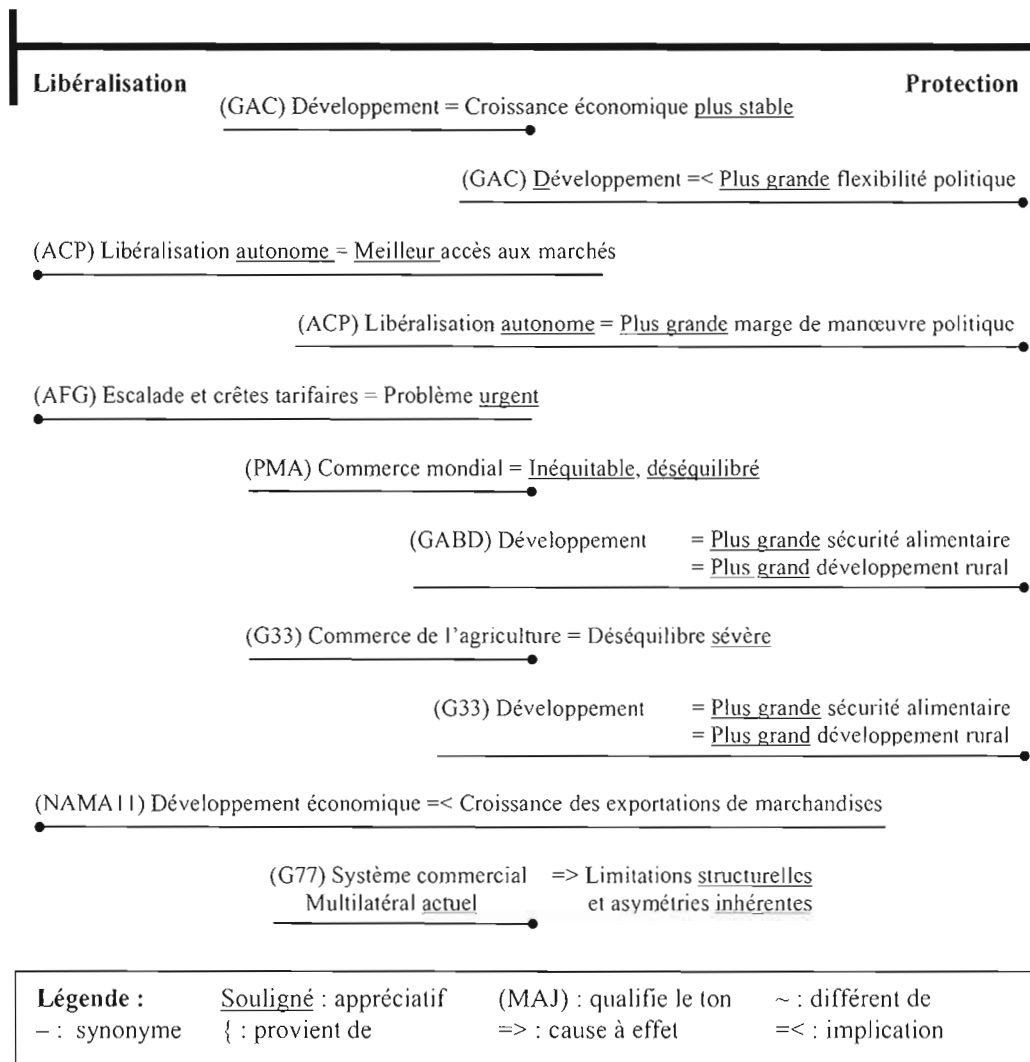 Libéralisation Protection
(GAC) Développement = Croissance économique plus stable
(GAC) Développement =< Plus grande flexibilité politique
(ACP) Libéralisation autonome = Meilleur accès aux marchés
(ACP) Libéralisation autonome = Plus grande marge de manœuvre politique
(AFG) Escalade et crêtes tarifaires = Problème urgent
(PMA) Commerce mondial = Inéquitable, déséquilibré
(GABD) Développement = Plus grande sécurité alimentaire
= Plus grand développement rural
(G33) Commerce de l'agriculture = Déséquilibre sévère
(G33) Développement = Plus grande sécurité alimentaire
= Plus grand développement rural
(NAMA11) Développement économique =< Croissance des exportations de marchandises
(G77) Système commercial => Limitations structurelles
Multilatéral actuel et asymétries inhérentes
Légende : Souligné : appréciatif (MAJ) : qualifie le ton ~ : différent de
– : synonyme { : provient de => : cause à effet =< : implication